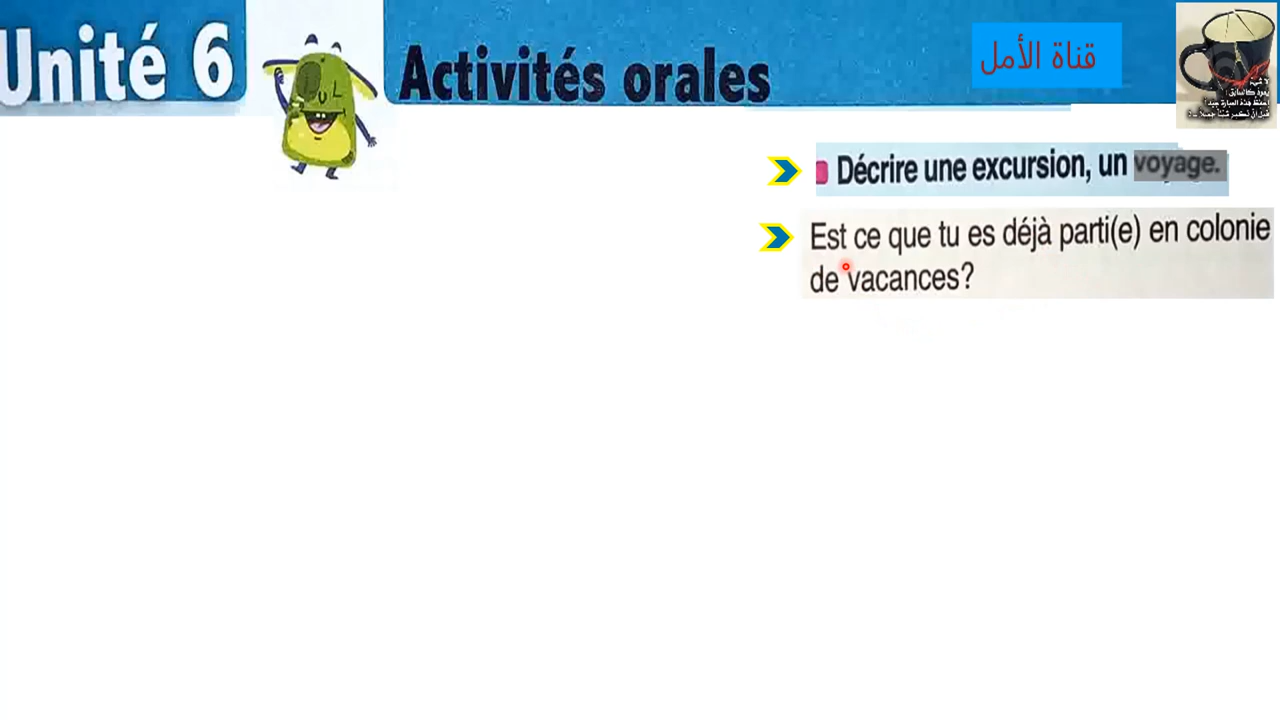 Unité 6
Activités orales
قناة الأمل
Décrire une excursion, un voyage.
Est ce que tu es déjà parti(e) en colonie
de vacances?